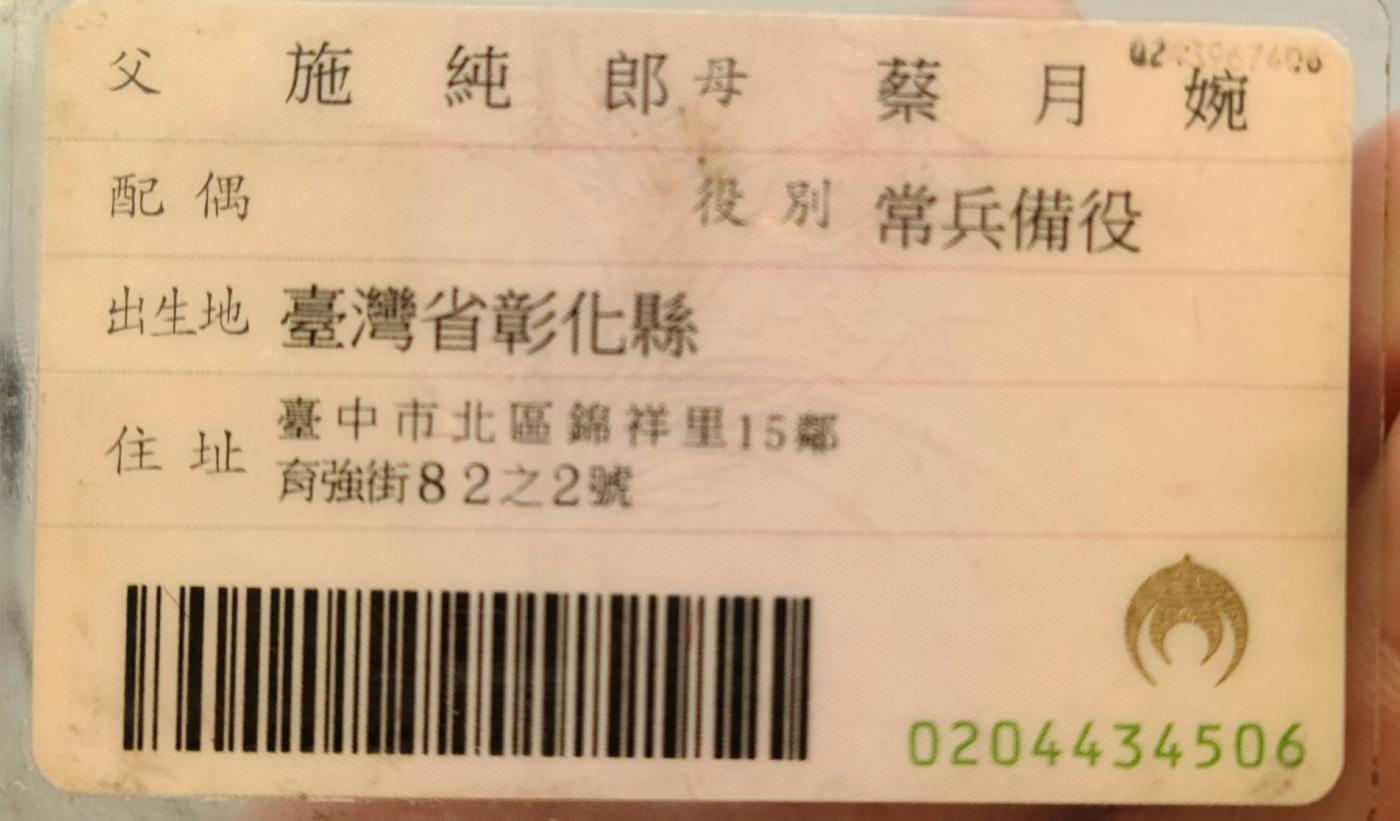 父 施純郎 母 蔡月婉
配偶 役別 常兵備役
出生地 臺灣省彰化縣
住址 臺中市北區錦祥里15鄰
育強街82之2號
0204434506